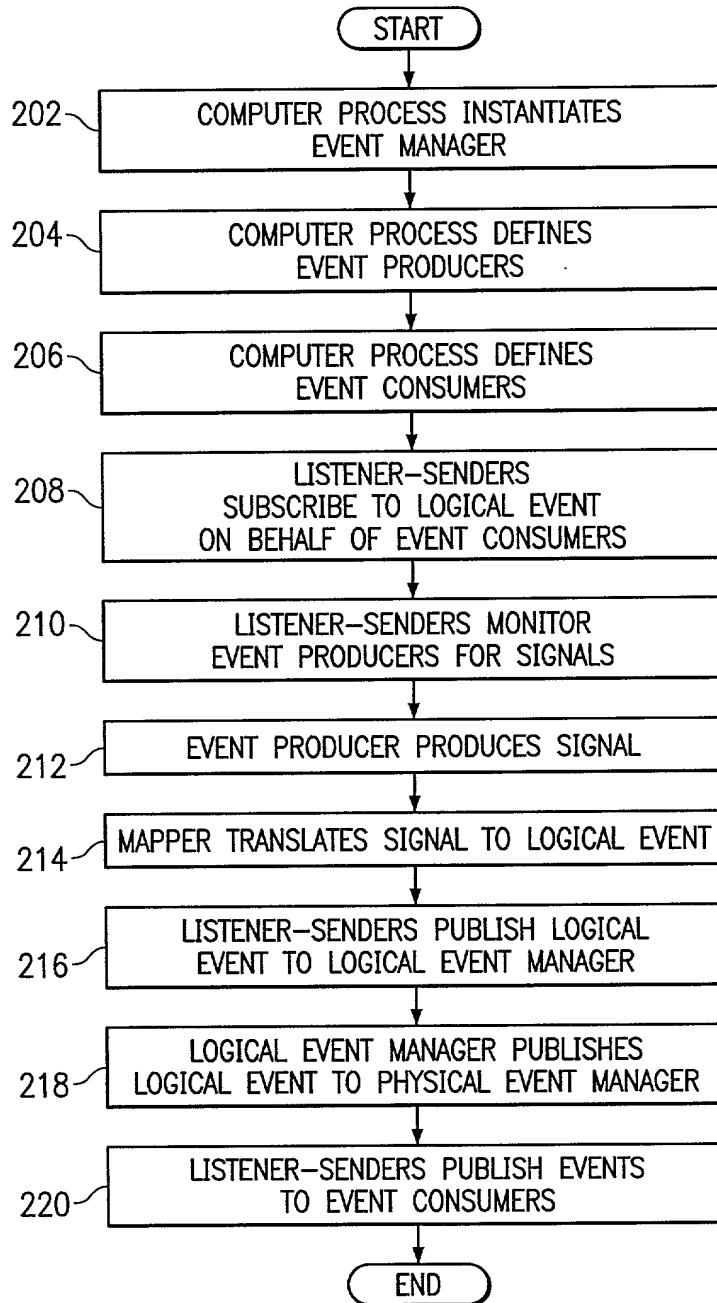 START
202
COMPUTER PROCESS INSTANTIATES
EVENT MANAGER
204
COMPUTER PROCESS DEFINES
EVENT PRODUCERS
206
COMPUTER PROCESS DEFINES
EVENT CONSUMERS
208
LISTENER–SENDERS
SUBSCRIBE TO LOGICAL EVENT
ON BEHALF OF EVENT CONSUMERS
210
LISTENER–SENDERS MONITOR
EVENT PRODUCERS FOR SIGNALS
212
EVENT PRODUCER PRODUCES SIGNAL
214
MAPPER TRANSLATES SIGNAL TO LOGICAL EVENT
216
LISTENER–SENDERS PUBLISH LOGICAL
EVENT TO LOGICAL EVENT MANAGER
218
LOGICAL EVENT MANAGER PUBLISHES
LOGICAL EVENT TO PHYSICAL EVENT MANAGER
220
LISTENER–SENDERS PUBLISH EVENTS
TO EVENT CONSUMERS
END